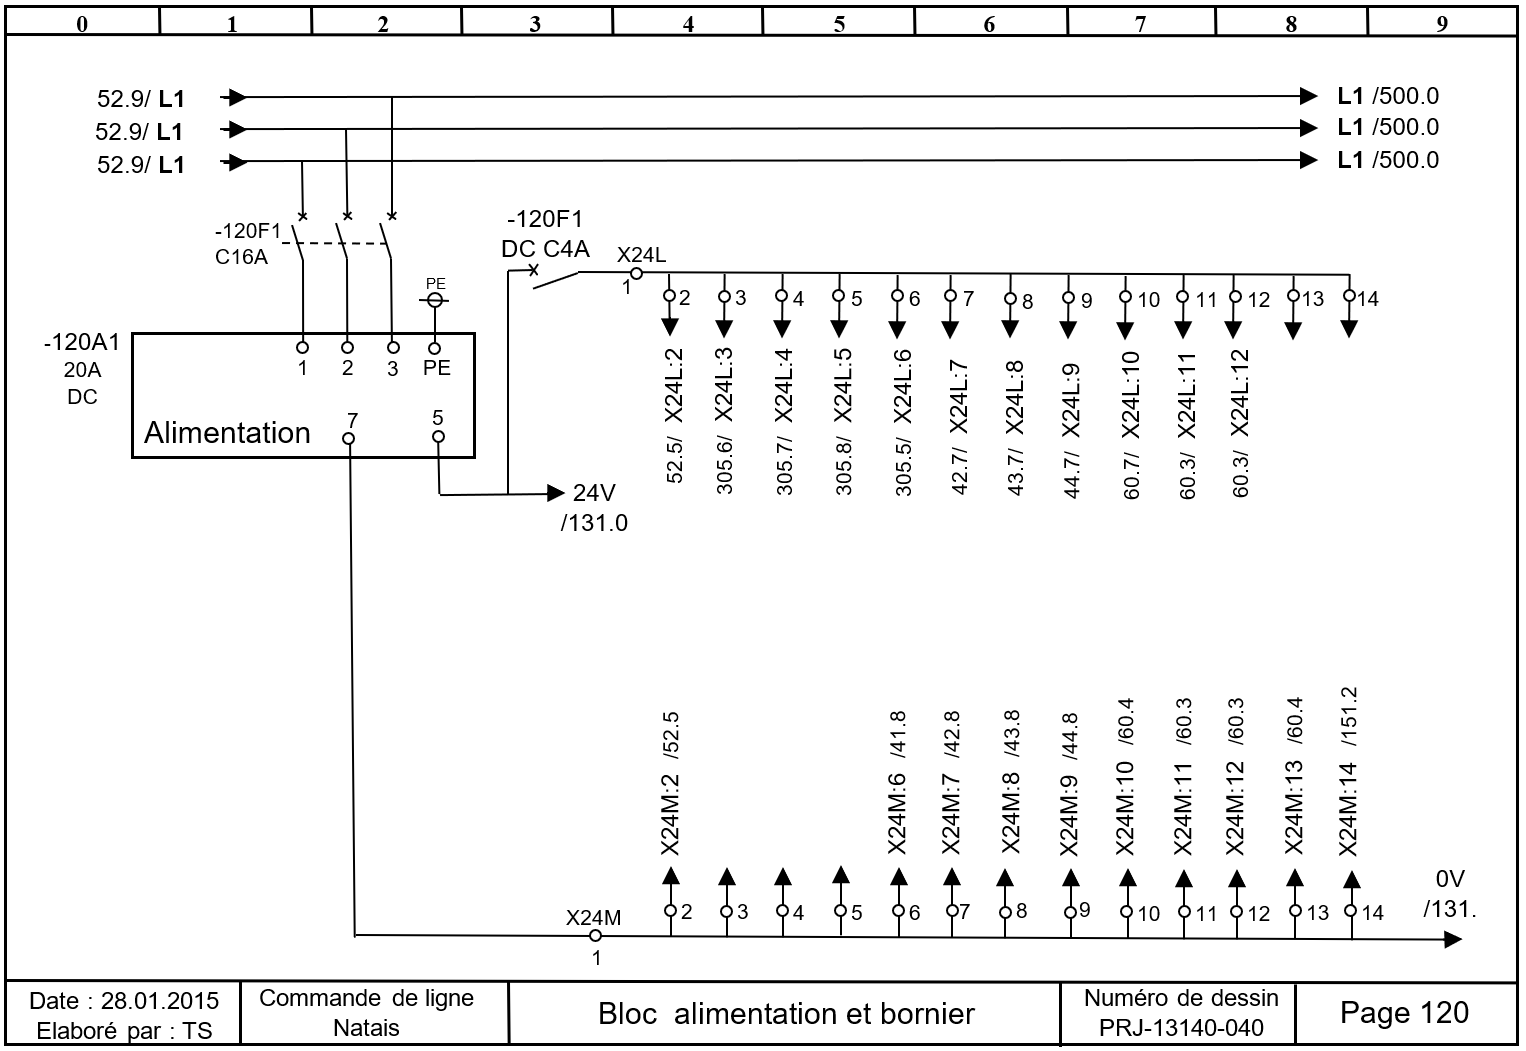 0 1 2 3 4 5 6 7 8 9
52.9/ L1
L1 /500.0
52.9/ L1
L1 /500.0
52.9/ L1
L1 /500.0
-120F1
C16A
-120F1
DC C4A
X24L
1
PE
2 3 4 5 6 7 8 9 10 11 12 13 14
-120A1
20A
DC
1 2 3 PE
7 5
Alimentation
24V
/131.0
52.5/ X24L:2
305.6/ X24L:3
305.7/ X24L:4
305.8/ X24L:5
305.5/ X24L:6
42.7/ X24L:7
43.7/ X24L:8
44.7/ X24L:9
60.7/ X24L:10
60.3/ X24L:11
60.3/ X24L:12
X24M:2 /52.5
X24M:6 /41.8
X24M:7 /42.8
X24M:8 /43.8
X24M:9 /44.8
X24M:10 /60.4
X24M:11 /60.3
X24M:12 /60.3
X24M:13 /60.4
X24M:14 /151.2
0V
/131.
X24M
1
2 3 4 5 6 7 8 9 10 11 12 13 14
Date : 28.01.2015
Elaboré par : TS
Commande de ligne
Natais
Bloc alimentation et bornier
Numéro de dessin
PRJ-13140-040
Page 120